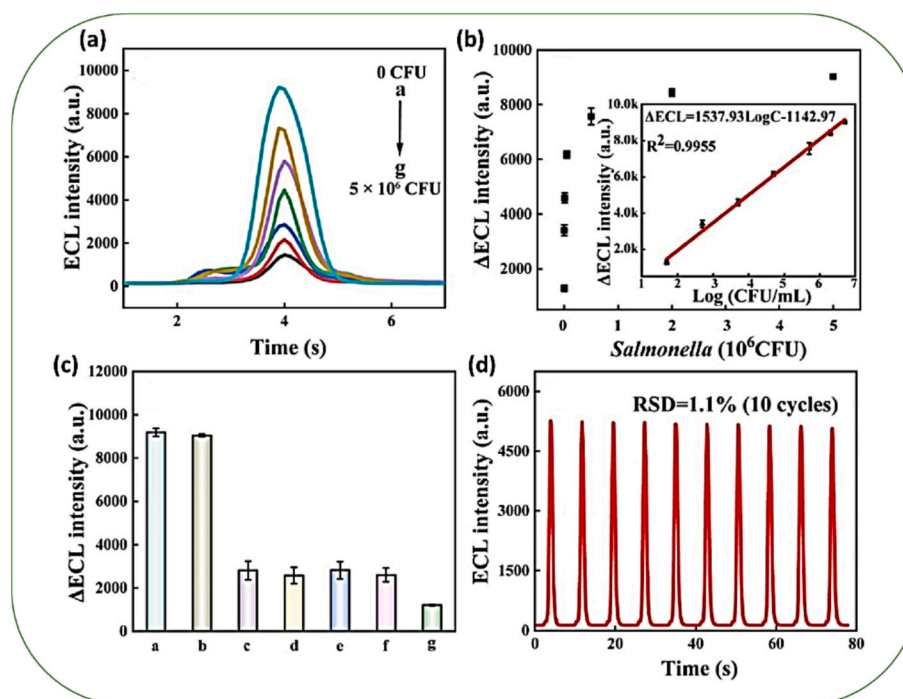 (a)
10000
8000
6000
4000
2000
0
ECL intensity (a.u.)
0 CFU
a
g
5 × 10⁶ CFU
2
4
6
Time (s)
(b)
10000
8000
6000
4000
2000
ΔECL intensity (a.u.)
0
1
2
3
4
5
Salmonella (10⁶CFU)
10.0k
8.0k
6.0k
4.0k
2.0k
ΔECL intensity (a.u.)
ΔECL=1537.93LogC-1142.97
R²=0.9955
1
2
3
4
5
6
7
Log (CFU/mL)
(c)
12000
10000
8000
6000
4000
2000
0
ΔECL intensity (a.u.)
a
b
c
d
e
f
g
(d)
6000
4500
3000
1500
0
ECL intensity (a.u.)
RSD=1.1% (10 cycles)
0
20
40
60
80
Time (s)